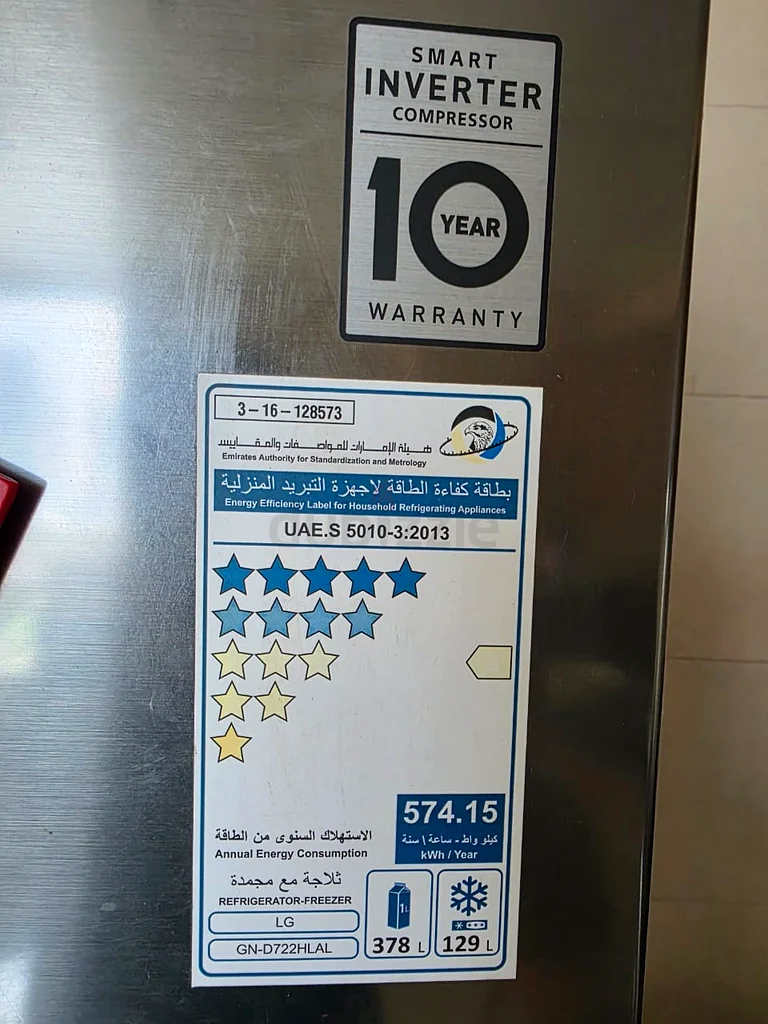 SMART
INVERTER
COMPRESSOR
10 YEAR
WARRANTY
3-16-128573
هيئة الإمارات للمواصفات والمقاييس
Emirates Authority for Standardization and Metrology
بطاقة كفاءة الطاقة لاجهزة التبريد المنزلية
Energy Efficiency Label for Household Refrigerating Appliances
dubizzle
UAE.S 5010-3:2013
574.15
كيلو واط - ساعة \ سنة
kWh / Year
الاستهلاك السنوى من الطاقة
Annual Energy Consumption
ثلاجة مع مجمدة
REFRIGERATOR-FREEZER
LG
GN-D722HLAL
1L
378 L
129 L